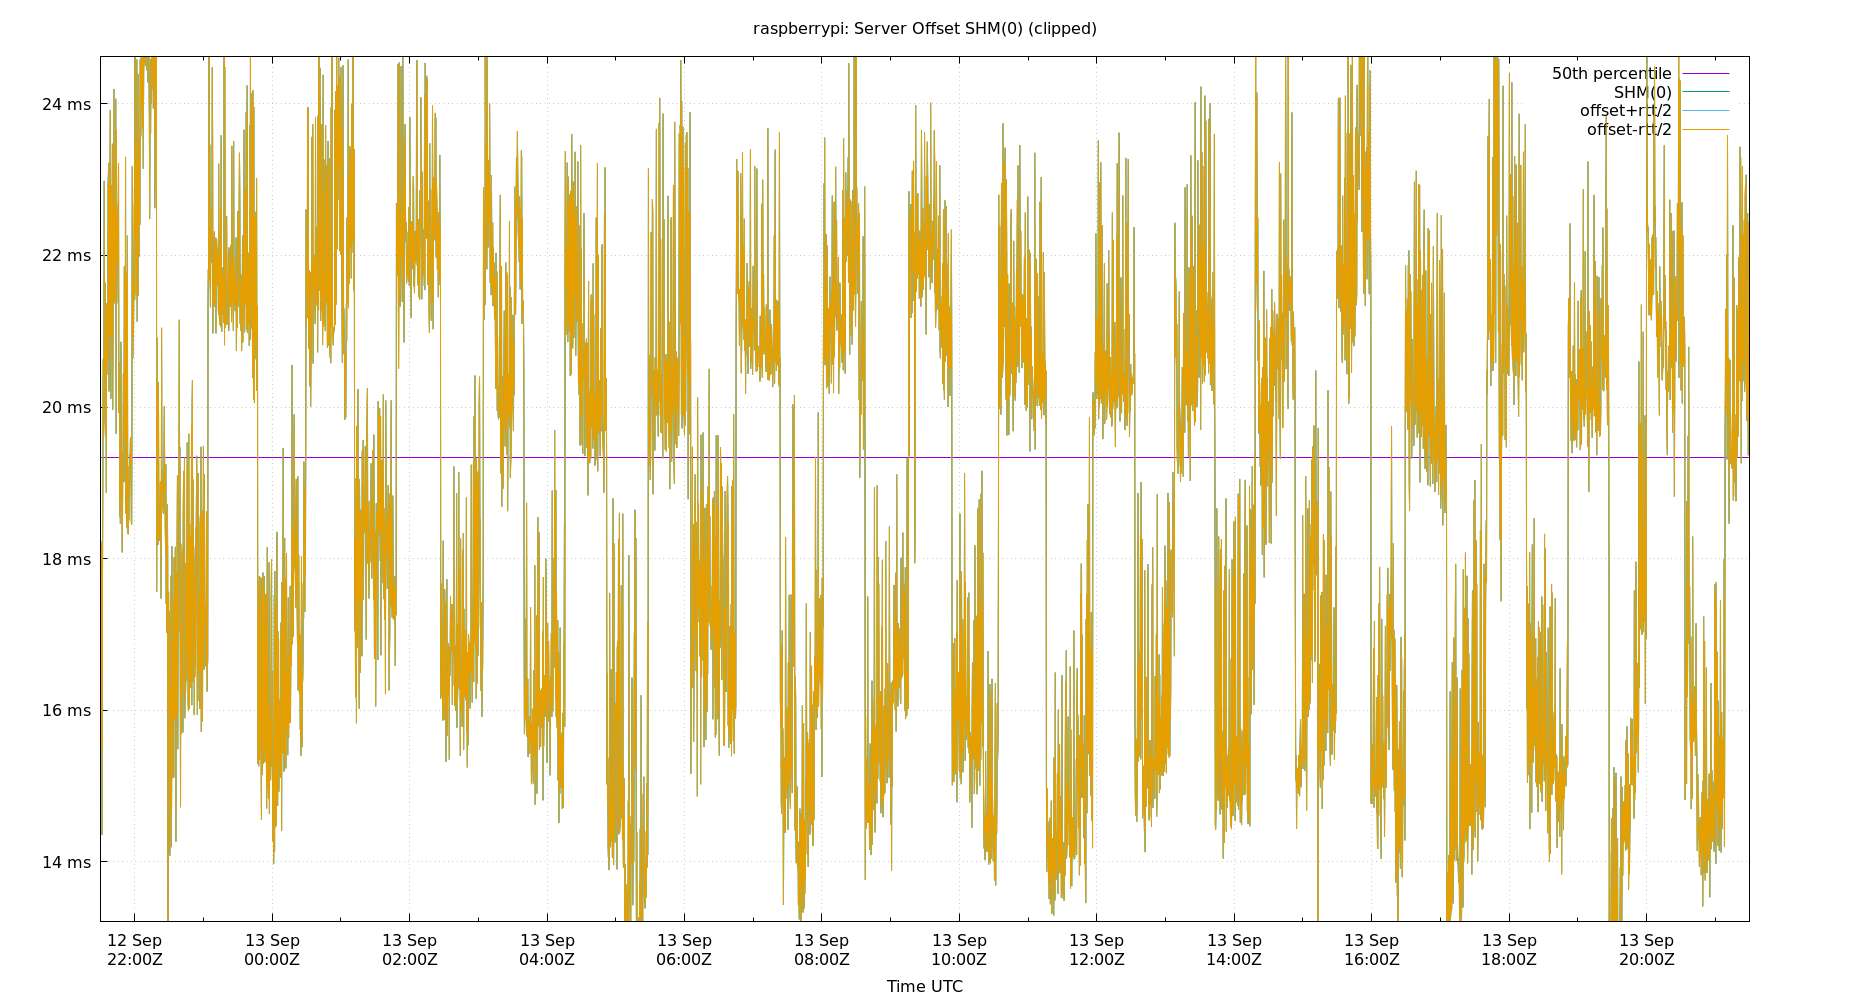 raspberrypi: Server Offset SHM(0) (clipped)
50th percentile
SHM(0)
offset+rtt/2
offset-rtt/2
24 ms
22 ms
20 ms
18 ms
16 ms
14 ms
12 Sep 13 Sep 13 Sep 13 Sep 13 Sep 13 Sep 13 Sep 13 Sep 13 Sep 13 Sep 13 Sep 13 Sep
22:00Z 00:00Z 02:00Z 04:00Z 06:00Z 08:00Z 10:00Z 12:00Z 14:00Z 16:00Z 18:00Z 20:00Z
Time UTC